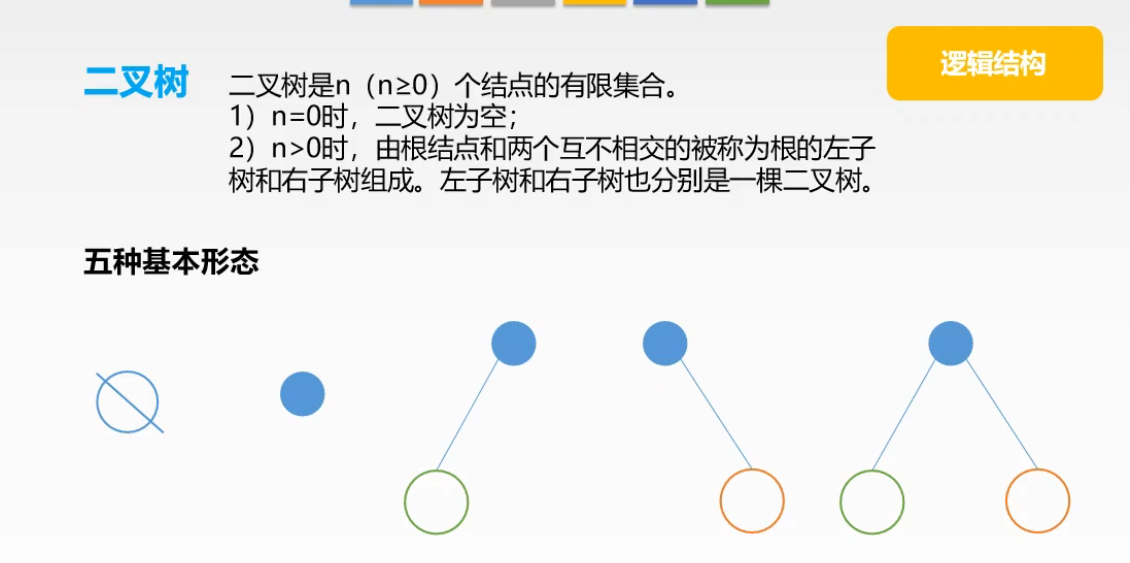 逻辑结构
二叉树
二叉树是n（n≥0）个结点的有限集合。
1）n=0时，二叉树为空；
2）n>0时，由根结点和两个互不相交的被称为根的左子
树和右子树组成。左子树和右子树也分别是一棵二叉树。
五种基本形态